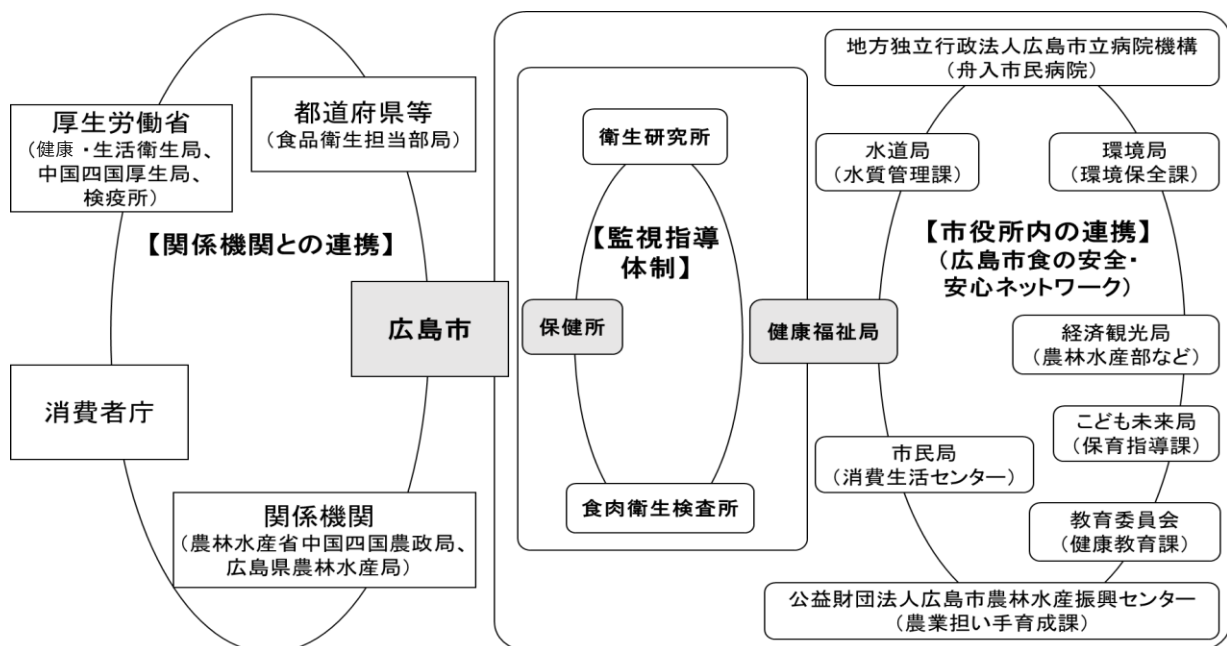 厚生労働省
(健康・生活衛生局、
中国四国厚生局、
検疫所)
都道府県等
(食品衛生担当部局)
【関係機関との連携】
広島市
消費者庁
関係機関
(農林水産省中国四国農政局、
広島県農林水産局)
衛生研究所
【監視指導
体制】
保健所
健康福祉局
食肉衛生検査所
地方独立行政法人広島市立病院機構
(舟入市民病院)
水道局
(水質管理課)
環境局
(環境保全課)
【市役所内の連携】
(広島市食の安全・
安心ネットワーク)
経済観光局
(農林水産部など)
こども未来局
(保育指導課)
市民局
(消費生活センター)
教育委員会
(健康教育課)
公益財団法人広島市農林水産振興センター
(農業担い手育成課)